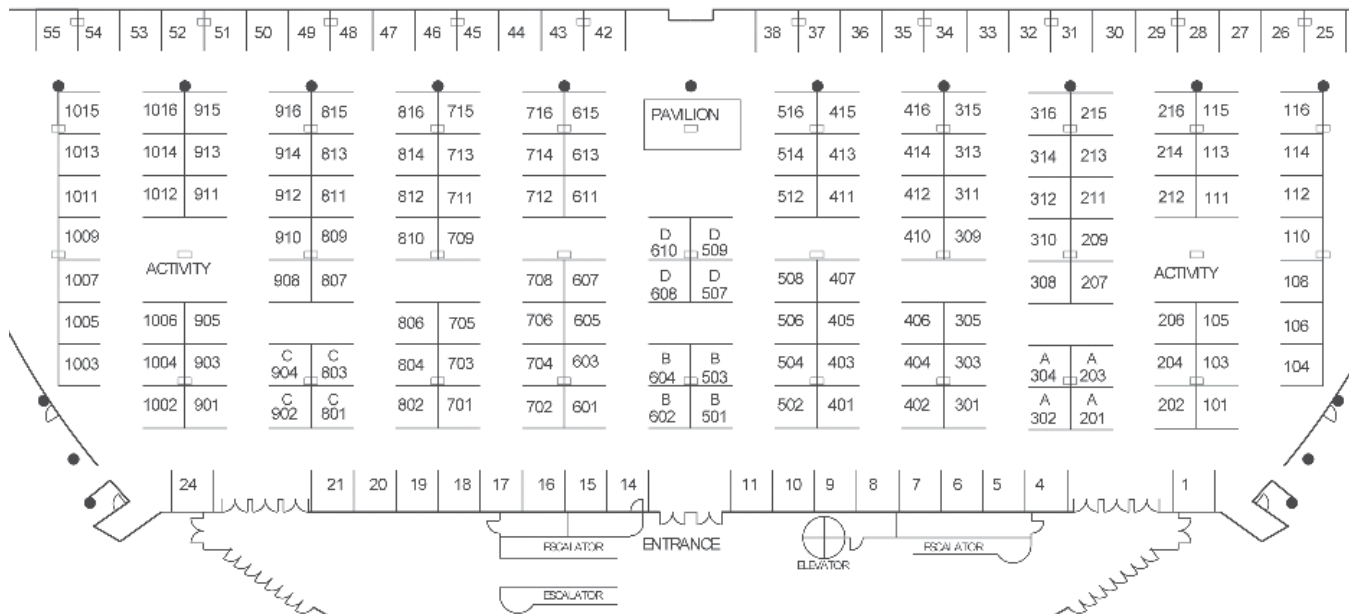 55 54 53 52 51 50 49 48 47 46 45 44 43 42 38 37 36 35 34 33 32 31 30 29 28 27 26 25
1015 1016 915 916 815 816 715 716 615 PAVILION 516 415 416 315 316 215 216 115 116
1013 1014 913 914 813 814 713 714 613 514 413 414 313 314 213 214 113 114
1011 1012 911 912 811 812 711 712 611 512 411 412 311 312 211 212 111 112
1009 910 809 810 709 D 610 D 509 410 309 310 209 110
1007 ACTIVITY 908 807 708 607 D 608 D 507 508 407 308 207 ACTIVITY 108
1005 1006 905 806 705 706 605 506 405 406 305 206 105 106
1003 1004 903 C 904 C 803 804 703 704 603 B 604 B 503 504 403 404 303 A 304 A 203 204 103 104
1002 901 C 902 C 801 802 701 702 601 B 602 B 501 502 401 402 301 A 302 A 201 202 101
24 21 20 19 18 17 16 15 14 11 10 9 8 7 6 5 4 1
ESCALATOR ENTRANCE ESCALATOR
ELEVATOR
ESCALATOR